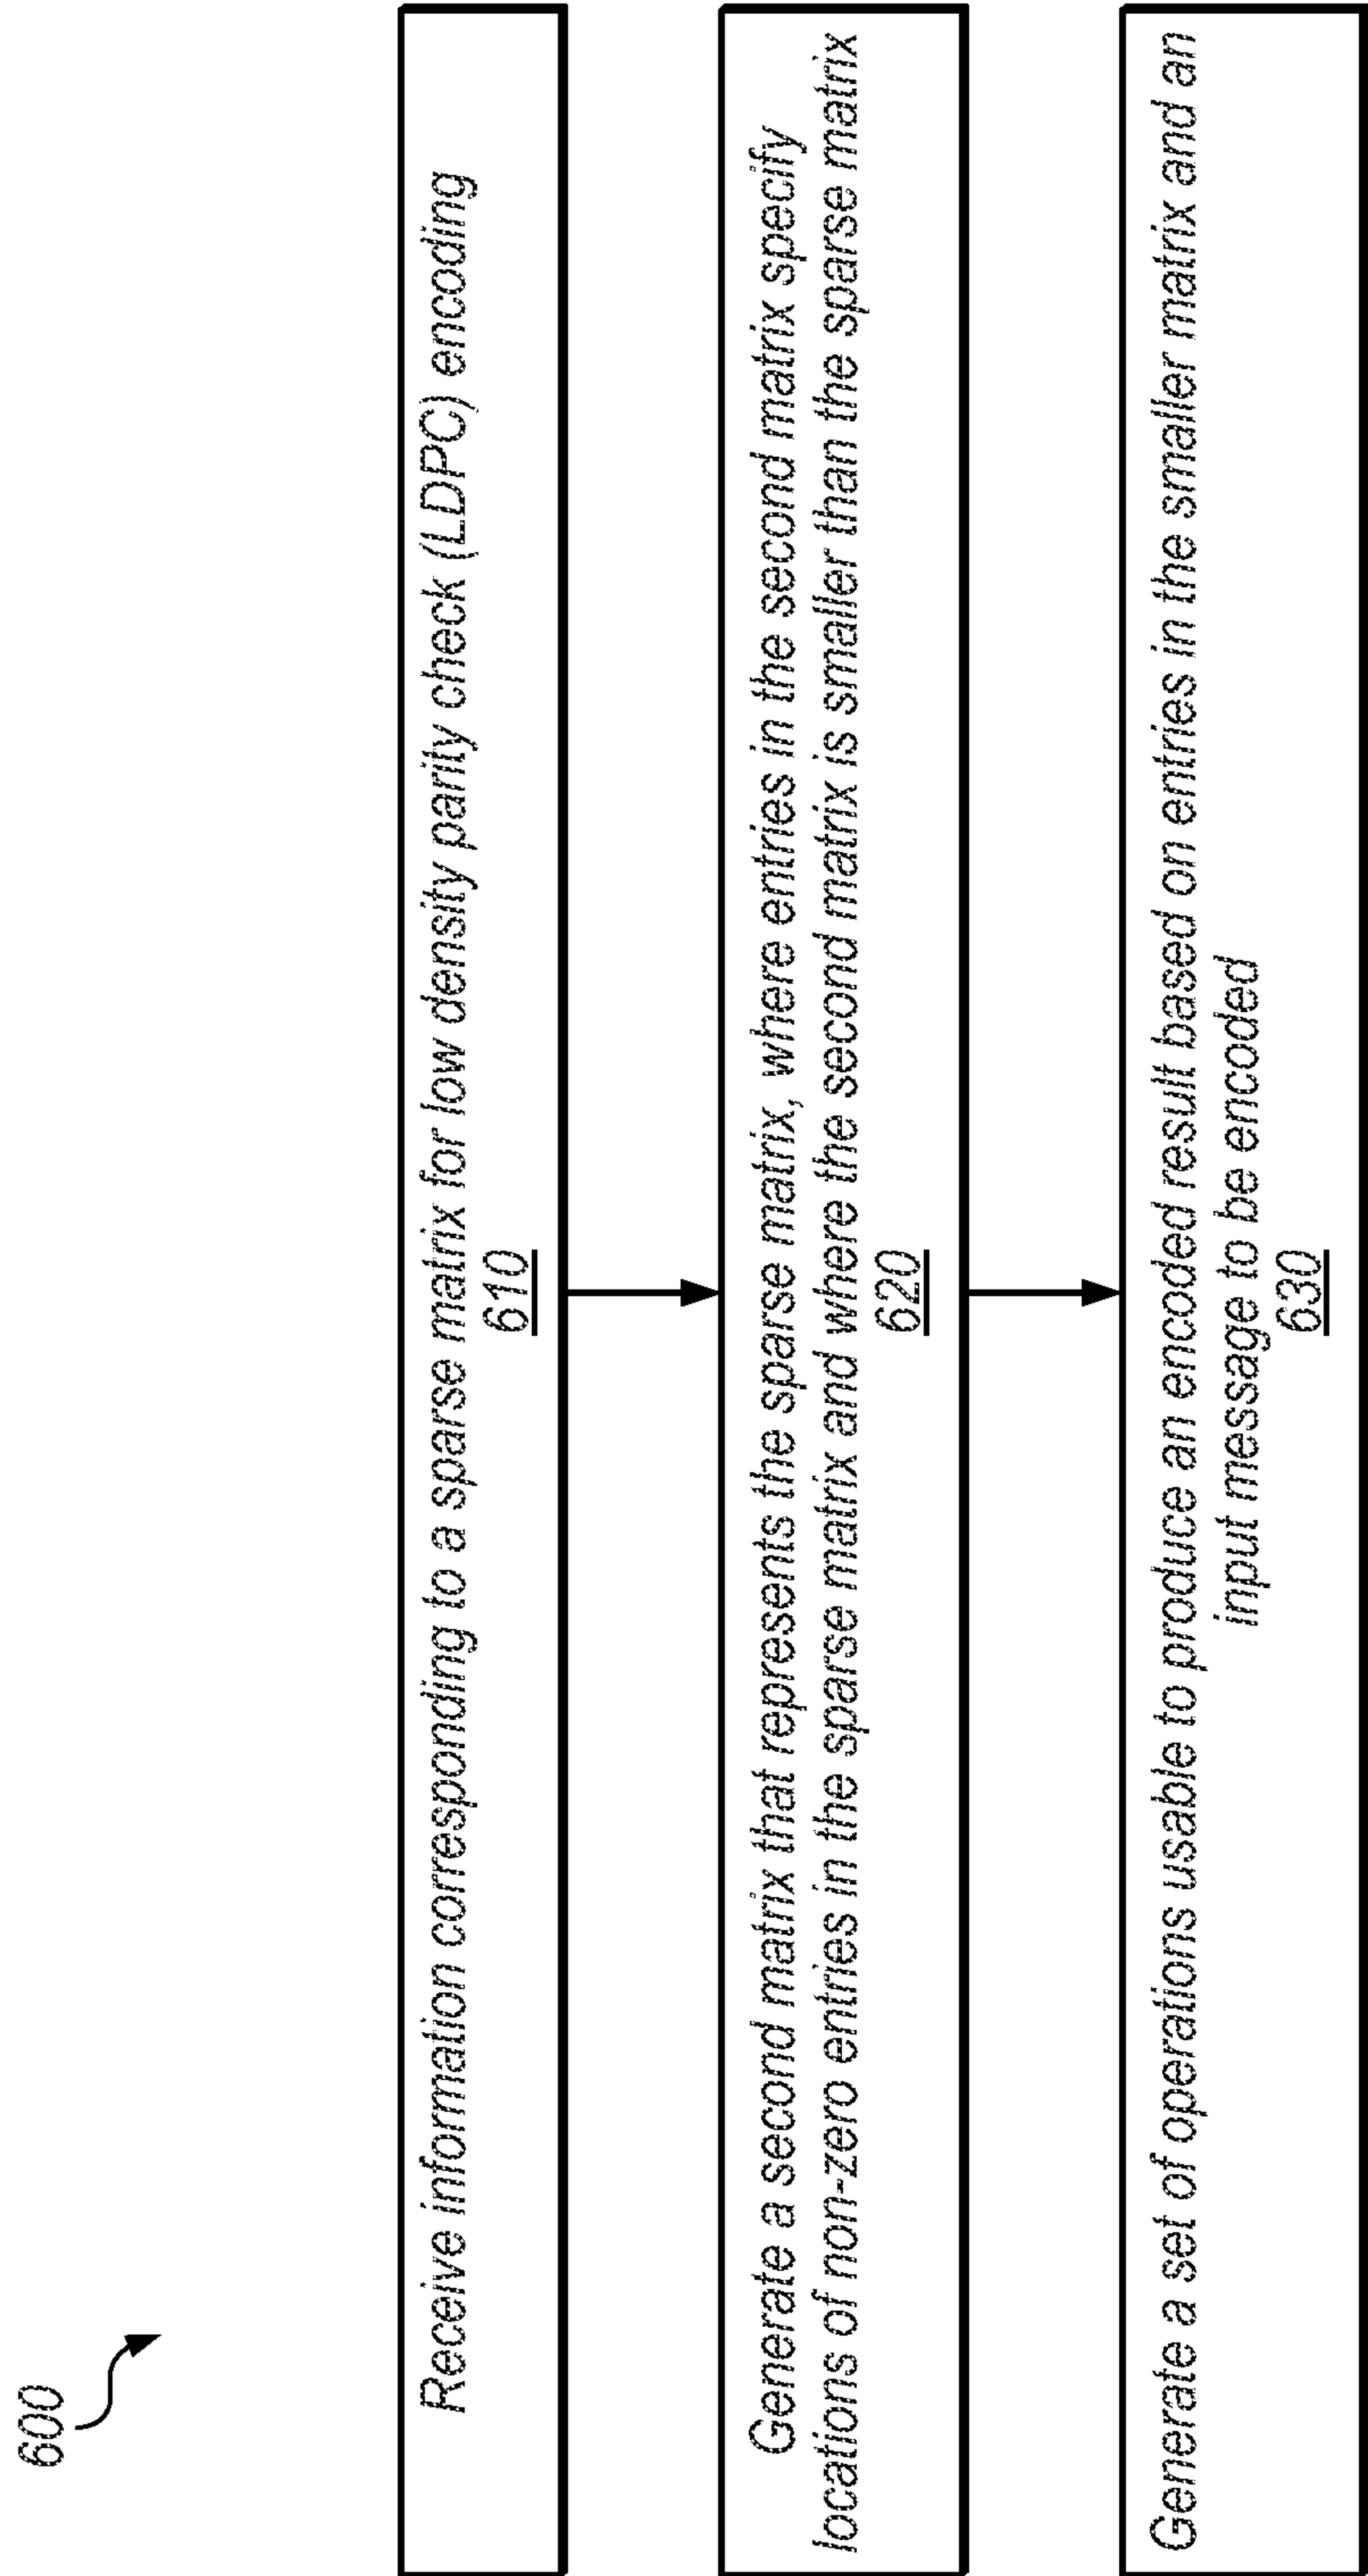 600
Receive information corresponding to a sparse matrix for low density parity check (LDPC) encoding
610
Generate a second matrix that represents the sparse matrix, where entries in the second matrix specify
locations of non-zero entries in the sparse matrix and where the second matrix is smaller than the sparse matrix
620
Generate a set of operations usable to produce an encoded result based on entries in the smaller matrix and an
input message to be encoded
630